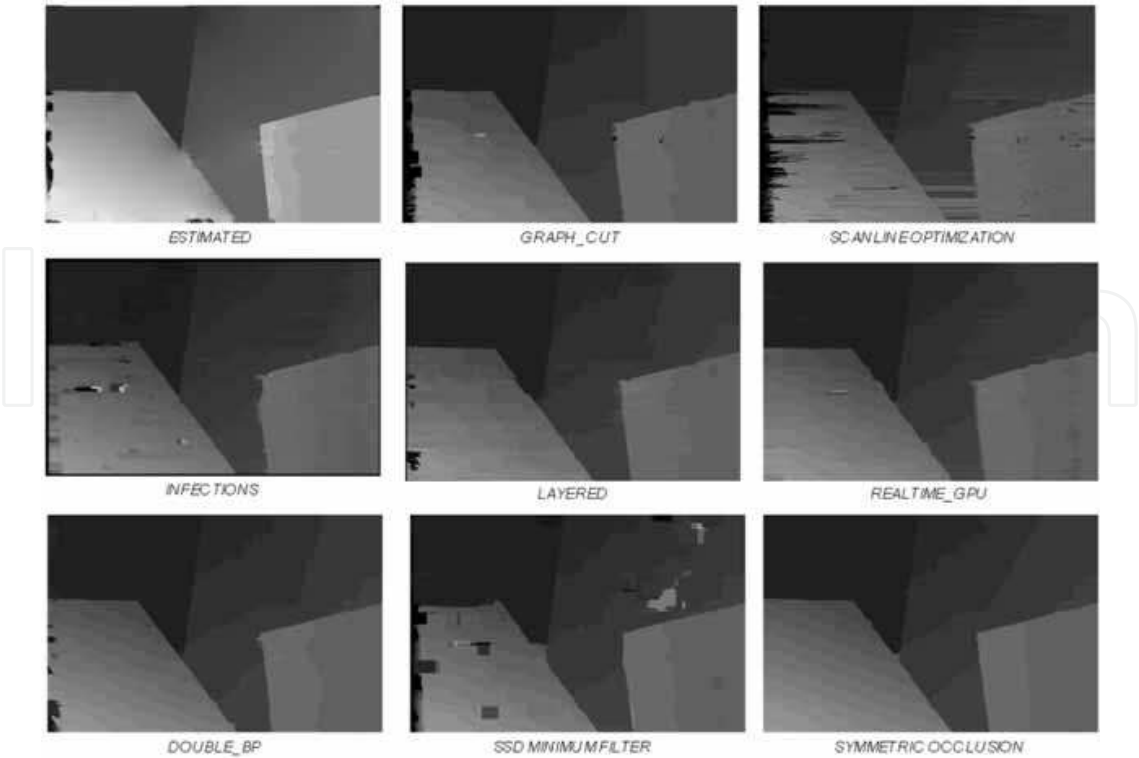 ESTIMATED
GRAPH_CUT
SCANLINEOPTIMIZATION
INFECTIONS
LAYERED
REALTIME_GPU
DOUBLE_BP
SSD MINIMUM FILTER
SYMMETRIC OCCLUSION